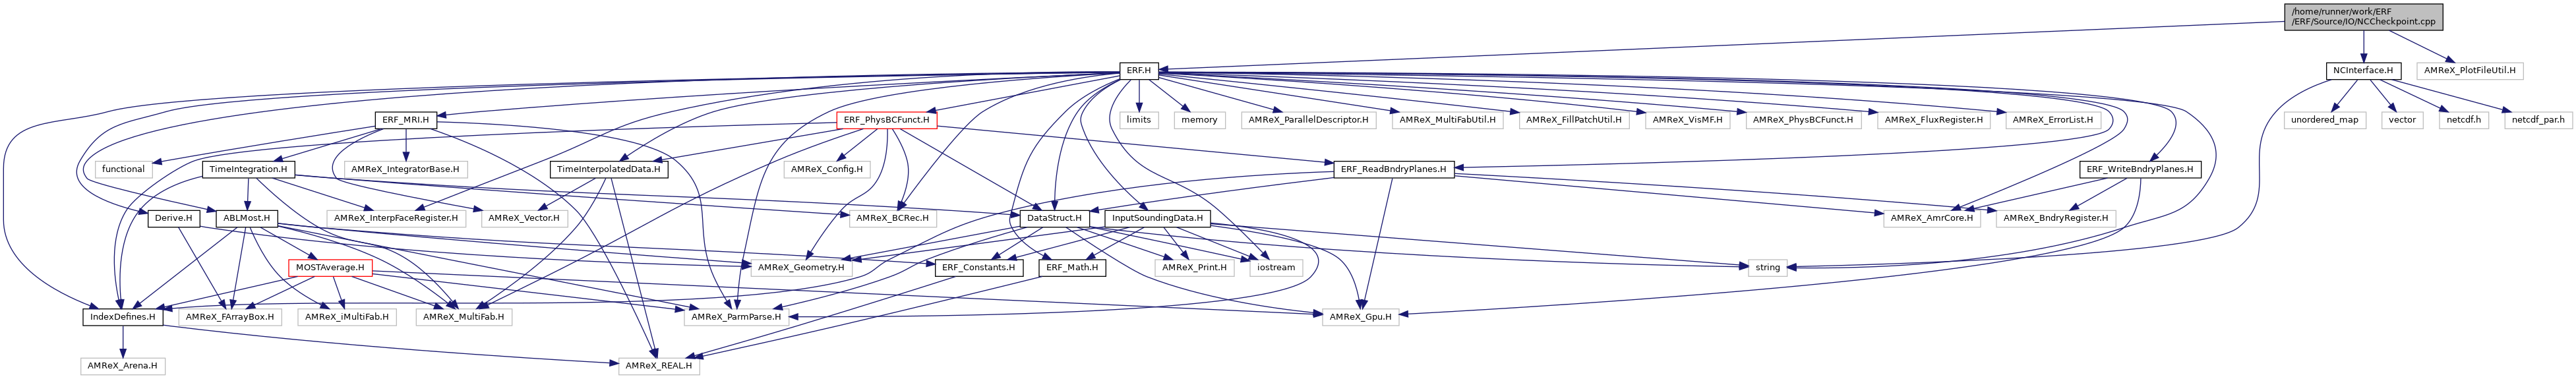 /home/runner/work/ERF
/ERF/Source/IO/NCCheckpoint.cpp
ERF.H
NCInterface.H
AMReX_PlotFileUtil.H
ERF_MRI.H
ERF_PhysBCFunct.H
limits
memory
AMReX_ParallelDescriptor.H
AMReX_MultiFabUtil.H
AMReX_FillPatchUtil.H
AMReX_VisMF.H
AMReX_PhysBCFunct.H
AMReX_FluxRegister.H
AMReX_ErrorList.H
unordered_map
vector
netcdf.h
netcdf_par.h
functional
TimeIntegration.H
AMReX_IntegratorBase.H
TimeInterpolatedData.H
AMReX_Config.H
ERF_ReadBndryPlanes.H
ERF_WriteBndryPlanes.H
Derive.H
ABLMost.H
AMReX_InterpFaceRegister.H
AMReX_Vector.H
AMReX_BCRec.H
DataStruct.H
InputSoundingData.H
AMReX_AmrCore.H
AMReX_BndryRegister.H
MOSTAverage.H
AMReX_Geometry.H
ERF_Constants.H
ERF_Math.H
AMReX_Print.H
iostream
string
IndexDefines.H
AMReX_FArrayBox.H
AMReX_iMultiFab.H
AMReX_MultiFab.H
AMReX_ParmParse.H
AMReX_Gpu.H
AMReX_Arena.H
AMReX_REAL.H